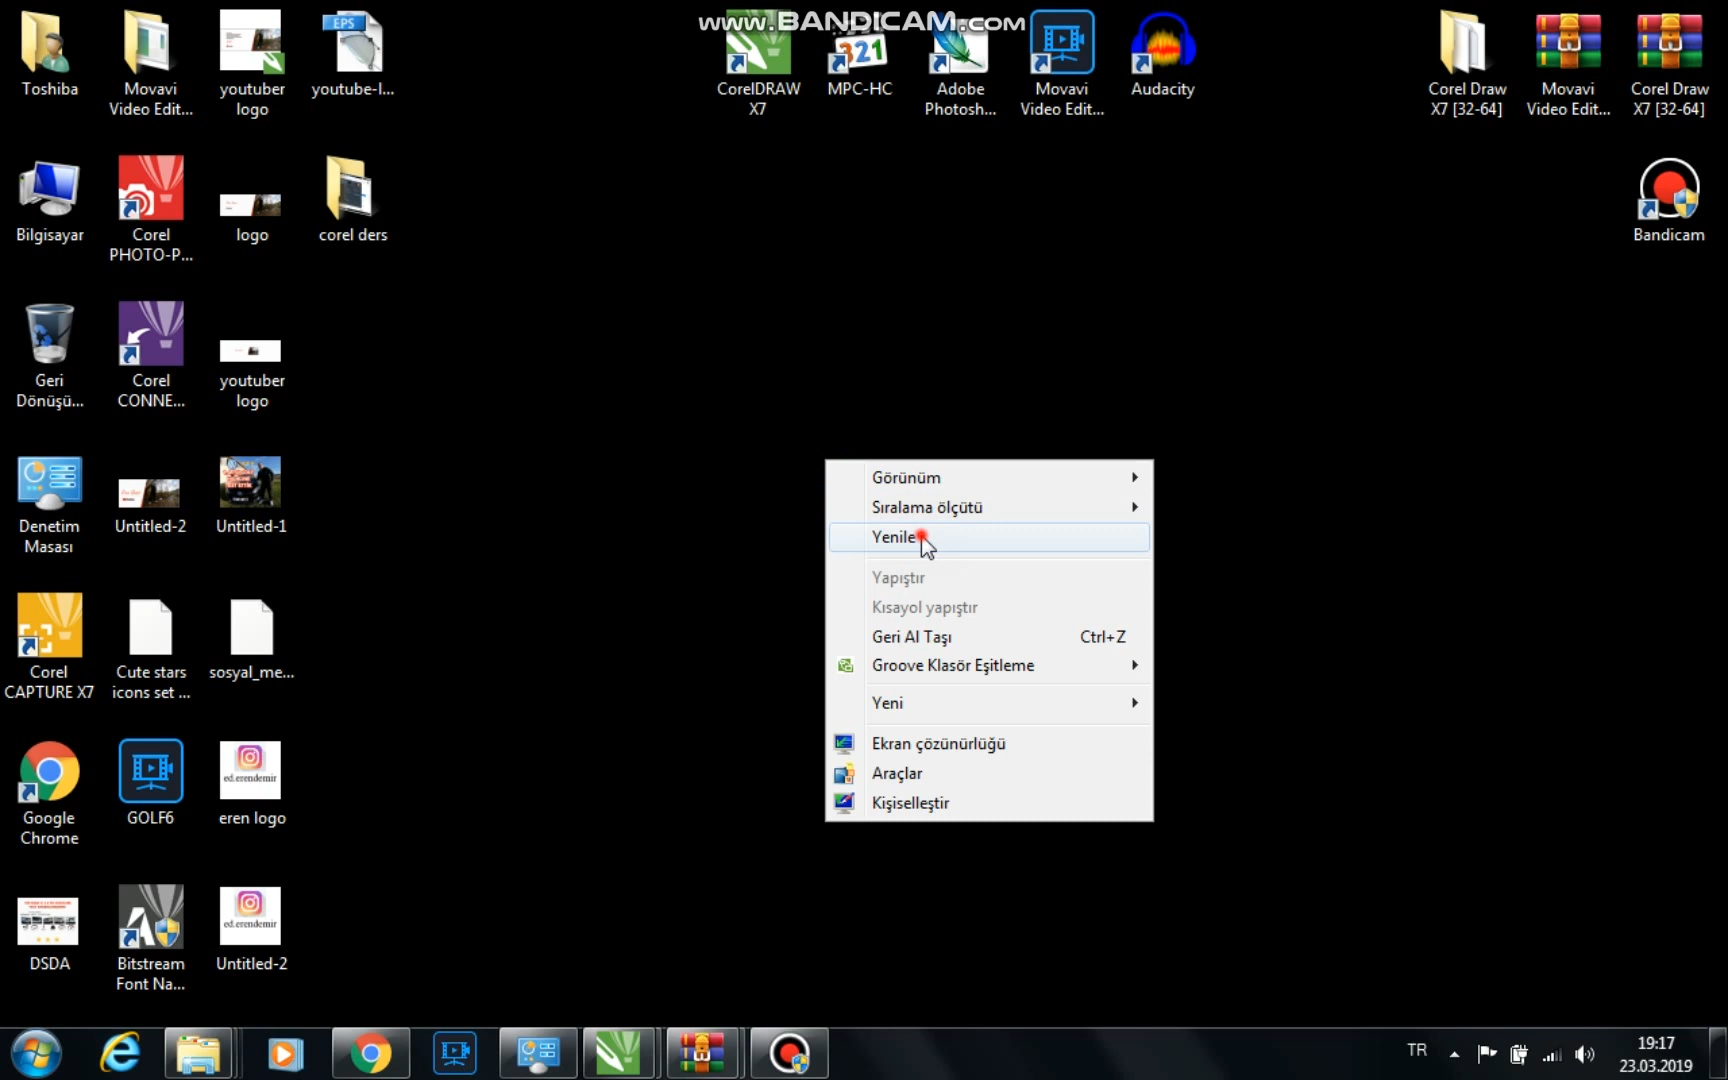 www.BANDICAM.com
Toshiba
Movavi
Video Edit...
youtuber
logo
EPS
youtube-l...
CorelDRAW
X7
321
MPC-HC
Adobe
Photosh...
Movavi
Video Edit...
Audacity
Corel Draw
X7 [32-64]
Movavi
Video Edit...
Corel Draw
X7 [32-64]
Bilgisayar
Corel
PHOTO-P...
logo
corel ders
Bandicam
Geri
Dönüşü...
Corel
CONNE...
youtuber
logo
Denetim
Masası
Untitled-2
Untitled-1
Görünüm
Sıralama ölçütü
Yenile
Yapıştır
Kısayol yapıştır
Geri Al Taşı Ctrl+Z
Groove Klasör Eşitleme
Yeni
Ekran çözünürlüğü
Araçlar
Kişiselleştir
Corel
CAPTURE X7
Cute stars
icons set ...
sosyal_me...
Google
Chrome
GOLF6
ed.erendemir
eren logo
DSDA
Bitstream
Font Na...
ed.erendemir
Untitled-2
TR
19:17
23.03.2019